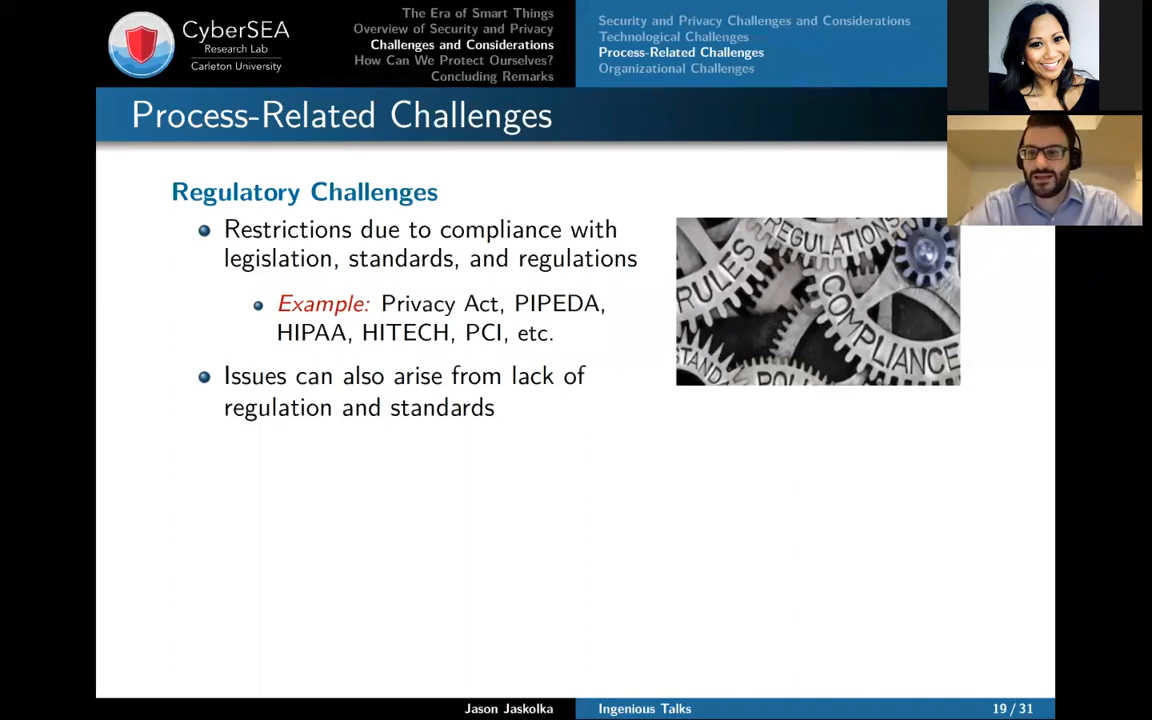 CyberSEA
Research Lab
Carleton University
The Era of Smart Things
Overview of Security and Privacy
Challenges and Considerations
How Can We Protect Ourselves?
Concluding Remarks
Security and Privacy Challenges and Considerations
Technological Challenges
Process-Related Challenges
Organizational Challenges
Process-Related Challenges
Regulatory Challenges
Restrictions due to compliance with
legislation, standards, and regulations
Example: Privacy Act, PIPEDA,
HIPAA, HITECH, PCI, etc.
Issues can also arise from lack of
regulation and standards
RULES
REGULATIONS
COMPLIANCE
Jason Jaskolka
Ingenious Talks
19 / 31